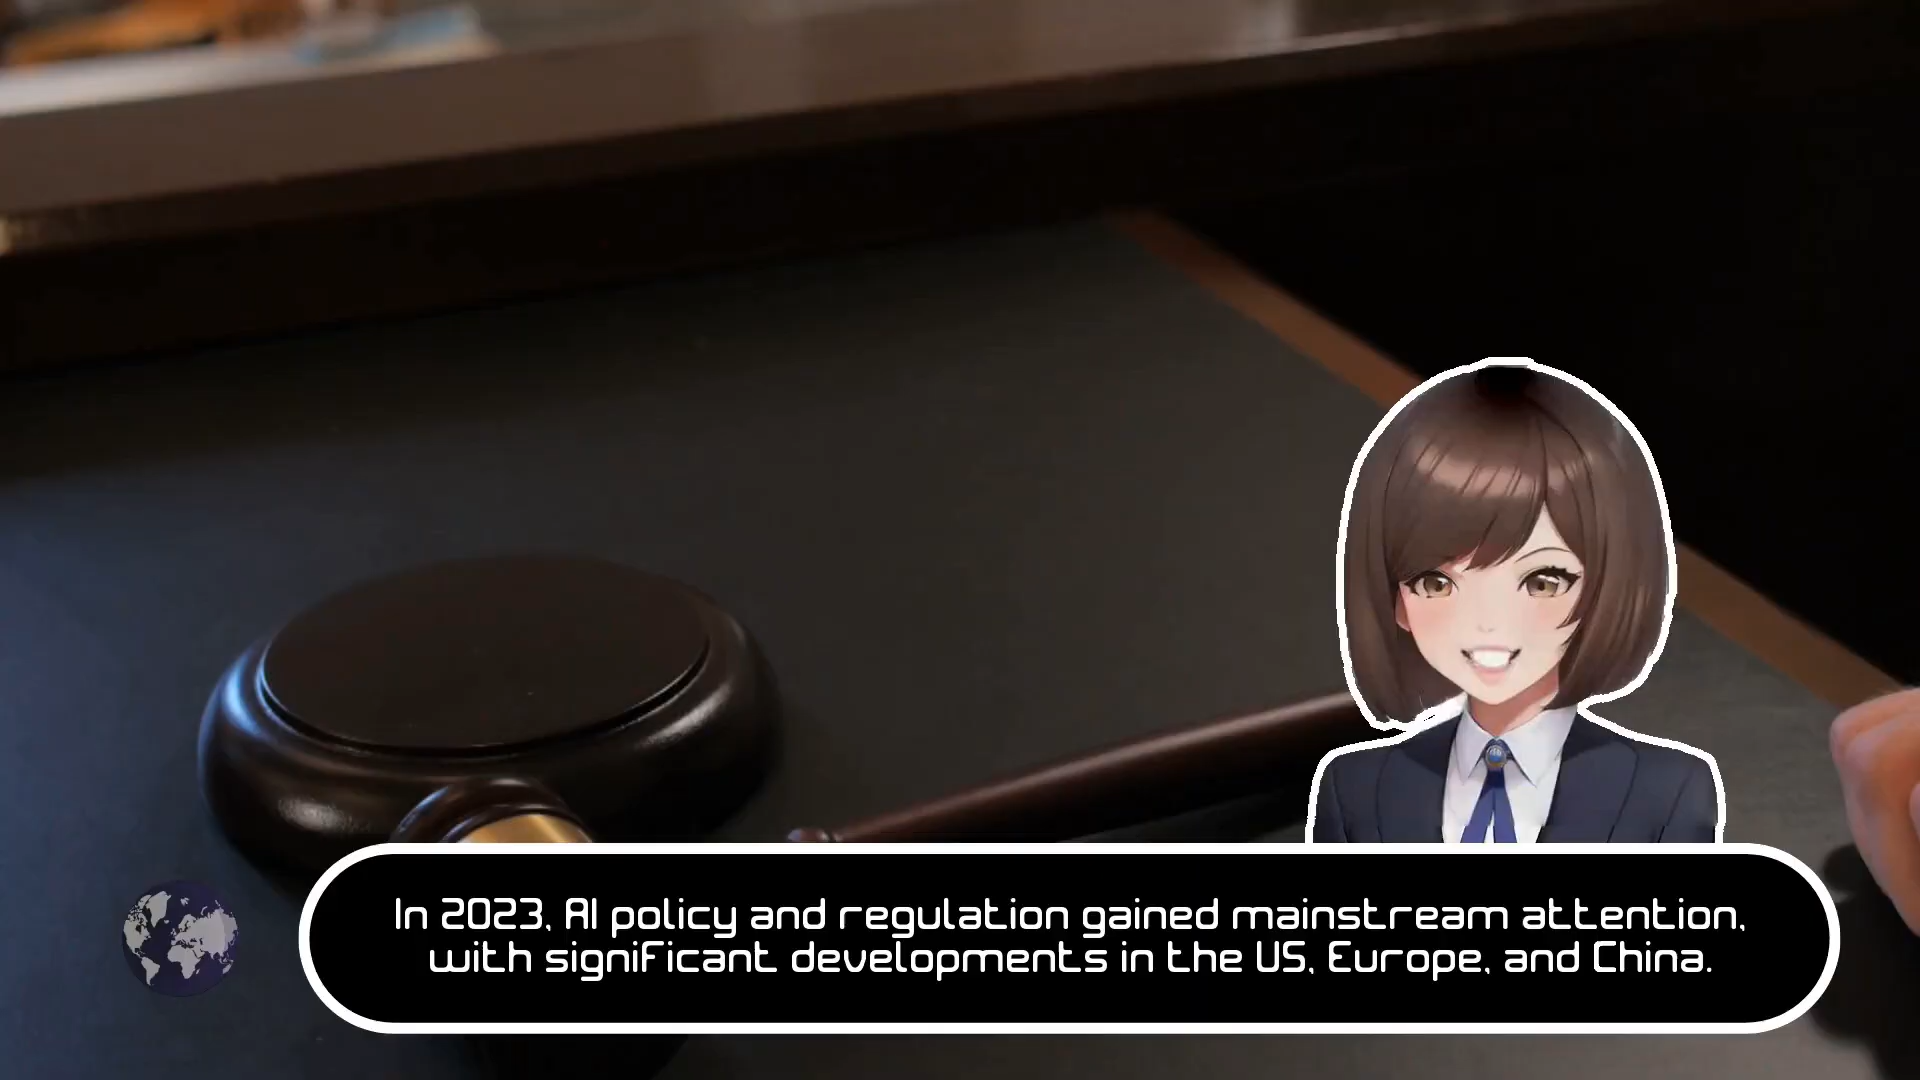 In 2023, AI policy and regulation gained mainstream attention,
with significant developments in the US, Europe, and China.